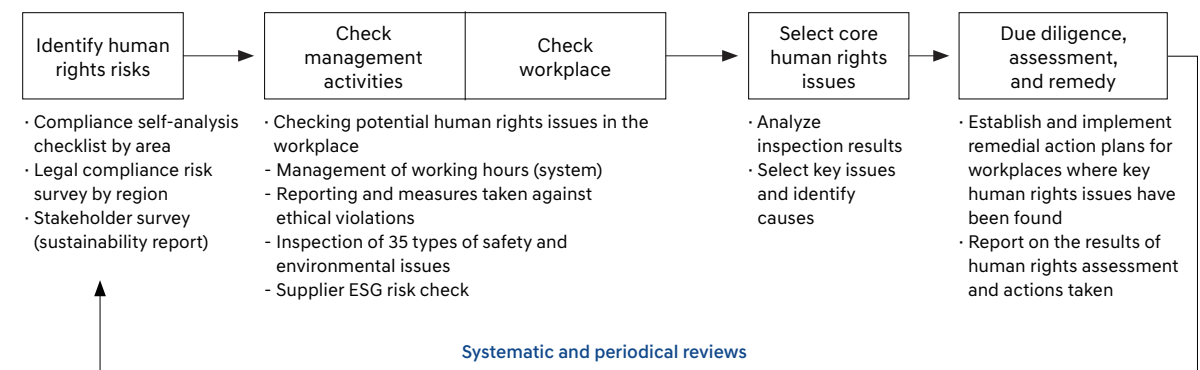 Identify human
rights risks
Check
management
activities
Check
workplace
Select core
human rights
issues
Due diligence,
assessment,
and remedy
· Compliance self-analysis
checklist by area
· Legal compliance risk
survey by region
· Stakeholder survey
(sustainability report)
· Checking potential human rights issues in the
workplace
- Management of working hours (system)
- Reporting and measures taken against
ethical violations
- Inspection of 35 types of safety and
environmental issues
- Supplier ESG risk check
· Analyze
inspection results
· Select key issues
and identify
causes
· Establish and implement
remedial action plans for
workplaces where key
human rights issues have
been found
· Report on the results of
human rights assessment
and actions taken
Systematic and periodical reviews